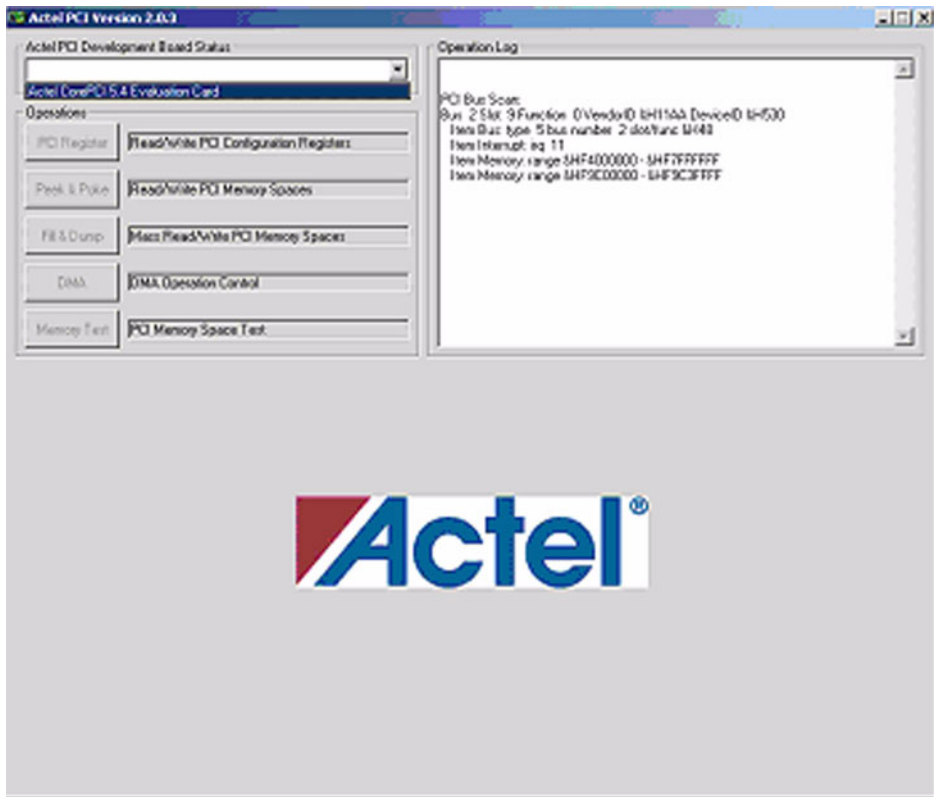 Actel PCI Version 2.0.3
Actel PCI Development Board Status
Actel CorePCI 5.4 Evaluation Card
Operations
PCI Register Read/Write PCI Configuration Registers
Peek & Poke Read/Write PCI Memory Spaces
Fill & Dump Mass Read/Write PCI Memory Spaces
DMA DMA Operation Control
Memory Test PCI Memory Space Test
Operation Log
PCI Bus Scan:
Bus 2 Slot 9 Function 0 VendorID &H11AA DeviceID &H530
Item Bus: type 5 bus number 2 slot/func &H48
Item Interrupt: irq 11
Item Memory: range &HF4000000 - &HF7FFFFFF
Item Memory: range &HF9C00000 - &HF9C3FFFF
Actel®